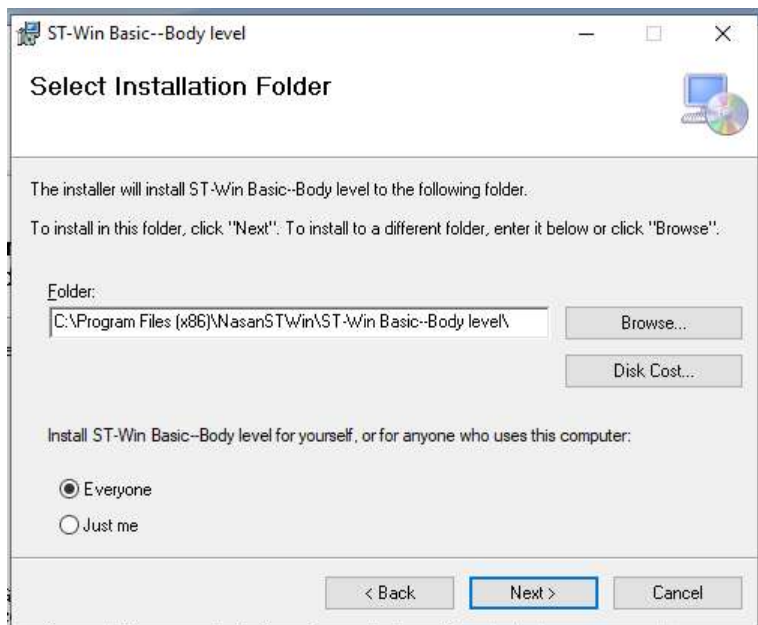 ST-Win Basic--Body level
Select Installation Folder
The installer will install ST-Win Basic--Body level to the following folder.
To install in this folder, click "Next". To install to a different folder, enter it below or click "Browse".
Folder:
C:\Program Files (x86)\NasanSTWin\ST-Win Basic--Body level\
Browse...
Disk Cost...
Install ST-Win Basic--Body level for yourself, or for anyone who uses this computer:
Everyone
Just me
< Back
Next >
Cancel